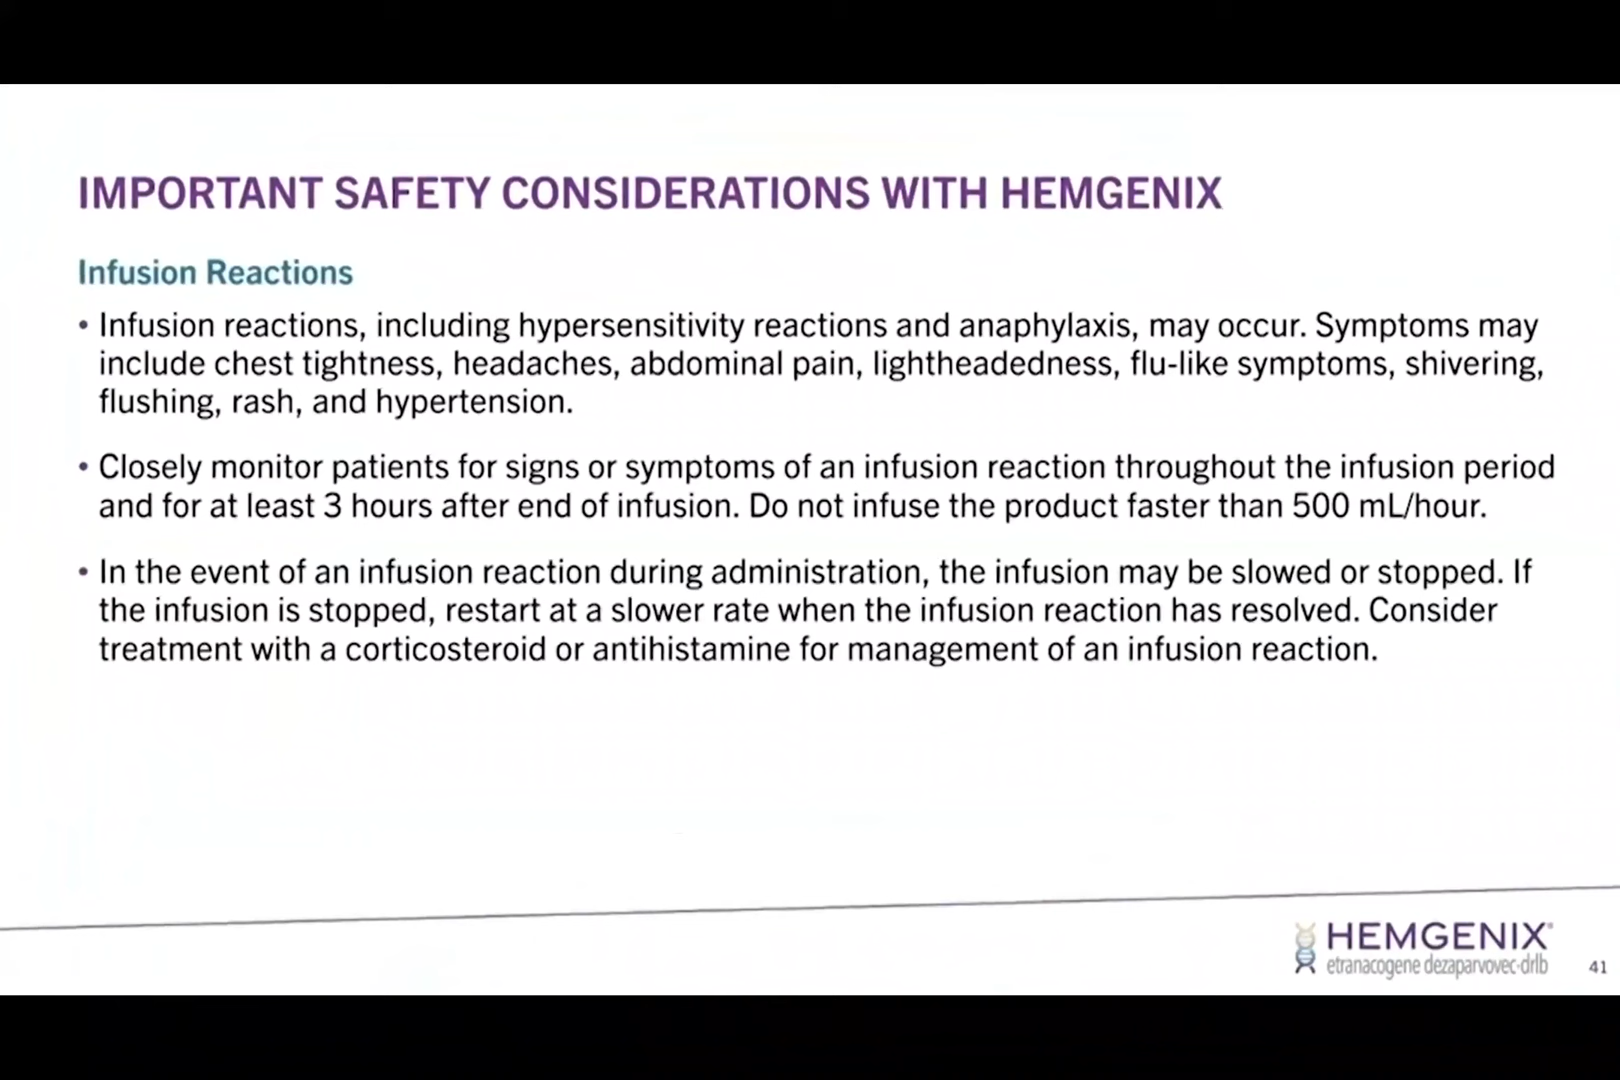 IMPORTANT SAFETY CONSIDERATIONS WITH HEMGENIX
Infusion Reactions
• Infusion reactions, including hypersensitivity reactions and anaphylaxis, may occur. Symptoms may
include chest tightness, headaches, abdominal pain, lightheadedness, flu-like symptoms, shivering,
flushing, rash, and hypertension.
• Closely monitor patients for signs or symptoms of an infusion reaction throughout the infusion period
and for at least 3 hours after end of infusion. Do not infuse the product faster than 500 mL/hour.
• In the event of an infusion reaction during administration, the infusion may be slowed or stopped. If
the infusion is stopped, restart at a slower rate when the infusion reaction has resolved. Consider
treatment with a corticosteroid or antihistamine for management of an infusion reaction.
HEMGENIX®
etranacogene dezaparvovec-drlb
41